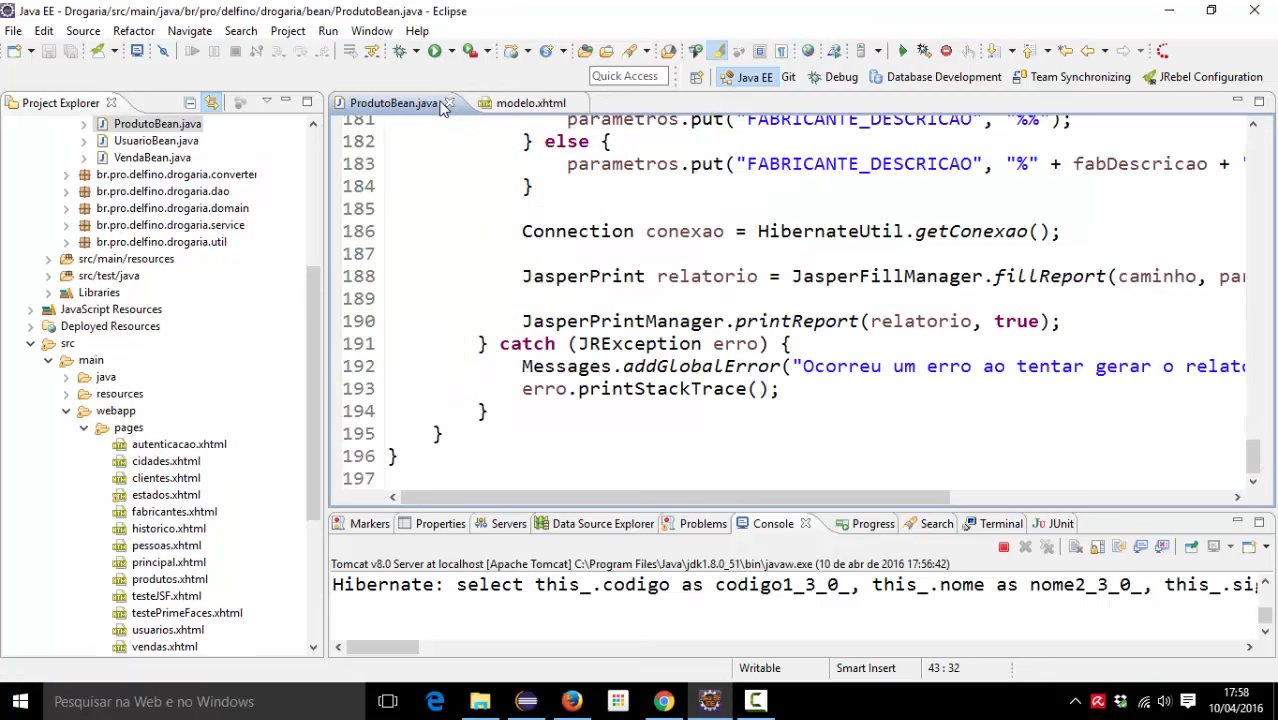 Java EE - Drogaria/src/main/java/br/pro/delfino/drogaria/bean/ProdutoBean.java - Eclipse
File Edit Source Refactor Navigate Search Project Run Window Help
Quick Access Java EE Git Debug Database Development Team Synchronizing JRebel Configuration
Project Explorer
ProdutoBean.java
UsuarioBean.java
VendaBean.java
br.pro.delfino.drogaria.converter
br.pro.delfino.drogaria.dao
br.pro.delfino.drogaria.domain
br.pro.delfino.drogaria.service
br.pro.delfino.drogaria.util
src/main/resources
src/test/java
Libraries
JavaScript Resources
Deployed Resources
src
main
java
resources
webapp
pages
autenticacao.xhtml
cidades.xhtml
clientes.xhtml
estados.xhtml
fabricantes.xhtml
historico.xhtml
pessoas.xhtml
principal.xhtml
produtos.xhtml
testeJSF.xhtml
testePrimeFaces.xhtml
usuarios.xhtml
vendas.xhtml
ProdutoBean.java modelo.xhtml
181 parametros.put("FABRICANTE_DESCRICAO", "%%");
182 } else {
183 parametros.put("FABRICANTE_DESCRICAO", "%" + fabDescricao + "
184 }
185
186 Connection conexao = HibernateUtil.getConexao();
187
188 JasperPrint relatorio = JasperFillManager.fillReport(caminho, par
189
190 JasperPrintManager.printReport(relatorio, true);
191 } catch (JRException erro) {
192 Messages.addGlobalError("Ocorreu um erro ao tentar gerar o relato
193 erro.printStackTrace();
194 }
195 }
196 }
197
Markers Properties Servers Data Source Explorer Problems Console Progress Search Terminal JUnit
Tomcat v8.0 Server at localhost [Apache Tomcat] C:\Program Files\Java\jdk1.8.0_51\bin\javaw.exe (10 de abr de 2016 17:56:42)
Hibernate: select this_.codigo as codigo1_3_0_, this_.nome as nome2_3_0_, this_.sig
Writable Smart Insert 43 : 32
Pesquisar na Web e no Windows
17:58
10/04/2016